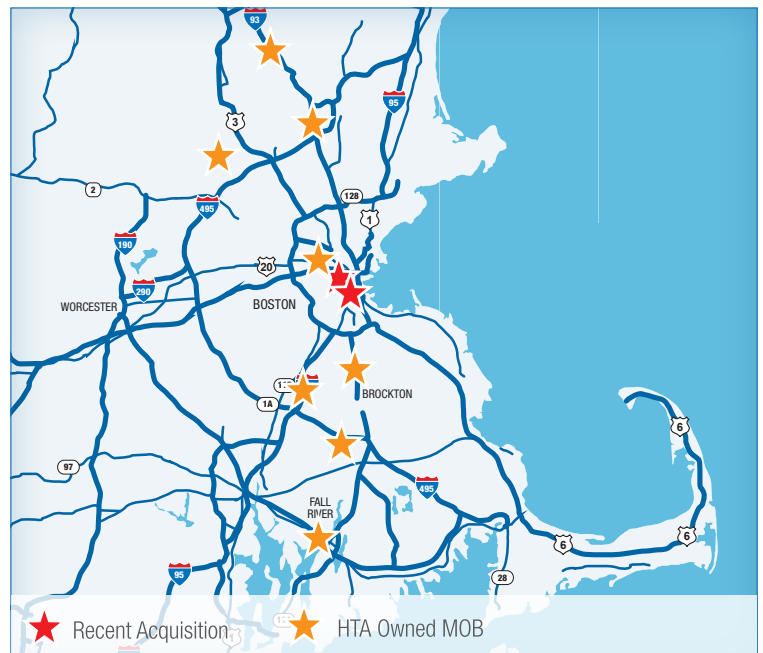 93
95
3
2
128
495
1
190
20
290
WORCESTER
BOSTON
BROCKTON
1A
6
97
495
FALL
RIVER
6
6
95
28
Recent Acquisition
HTA Owned MOB